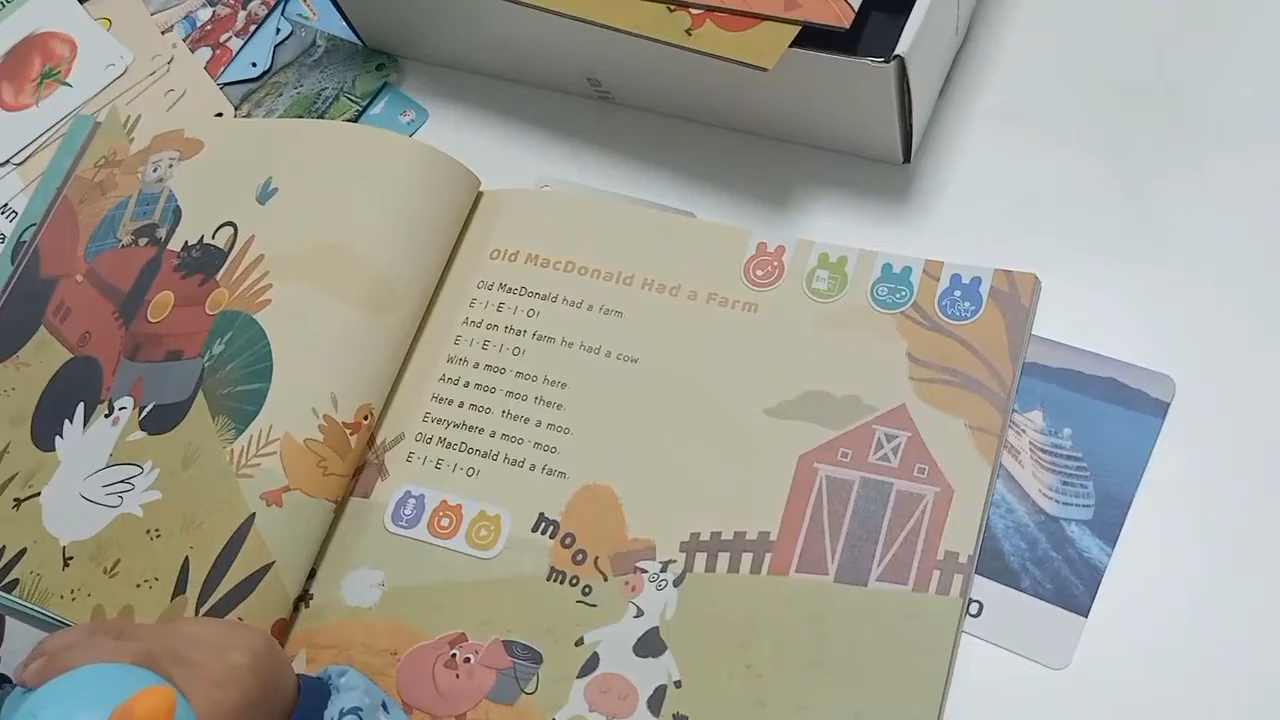 Old MacDonald Had a Farm
Old MacDonald had a farm.
E-I-E-I-O!
And on that farm he had a cow
E-I-E-I-O!
With a moo-moo here.
And a moo-moo there.
Here a moo, there a moo.
Everywhere a moo-moo.
Old MacDonald had a farm.
E-I-E-I-O!
moo
moo